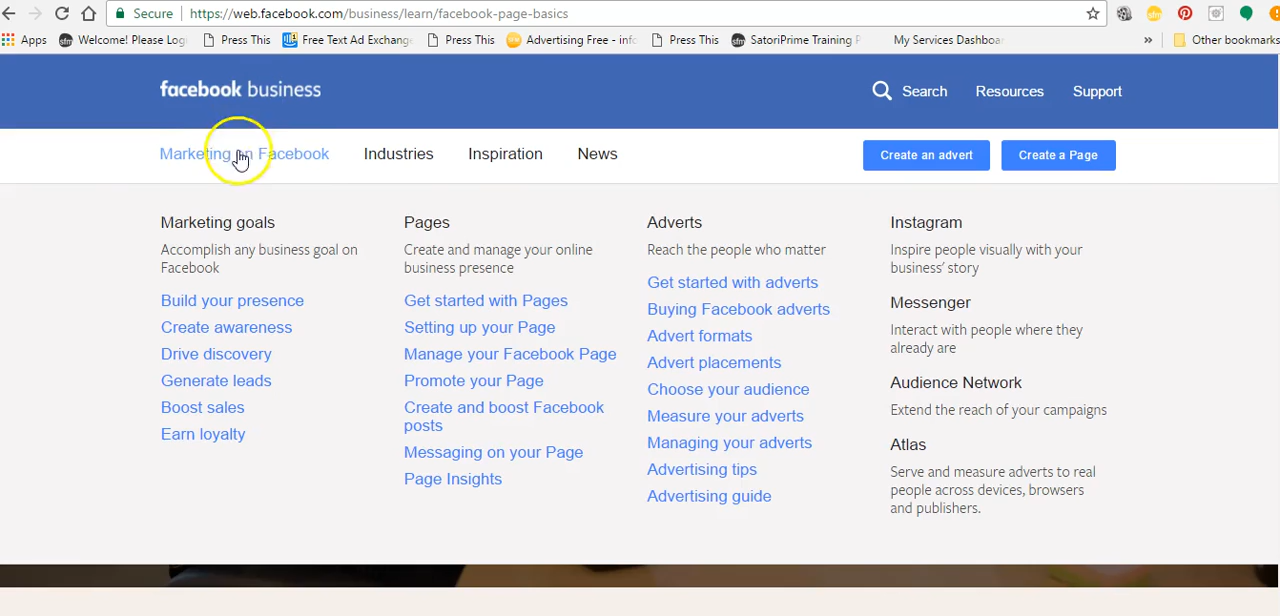 Secure https://web.facebook.com/business/learn/facebook-page-basics
Apps Welcome! Please Log Press This Free Text Ad Exchange Press This Advertising Free - info Press This SatoriPrime Training P My Services Dashboar » Other bookmarks
facebook business
Search Resources Support
Marketing on Facebook Industries Inspiration News Create an advert Create a Page
Marketing goals
Accomplish any business goal on
Facebook
Build your presence
Create awareness
Drive discovery
Generate leads
Boost sales
Earn loyalty
Pages
Create and manage your online
business presence
Get started with Pages
Setting up your Page
Manage your Facebook Page
Promote your Page
Create and boost Facebook
posts
Messaging on your Page
Page Insights
Adverts
Reach the people who matter
Get started with adverts
Buying Facebook adverts
Advert formats
Advert placements
Choose your audience
Measure your adverts
Managing your adverts
Advertising tips
Advertising guide
Instagram
Inspire people visually with your
business' story
Messenger
Interact with people where they
already are
Audience Network
Extend the reach of your campaigns
Atlas
Serve and measure adverts to real
people across devices, browsers
and publishers.